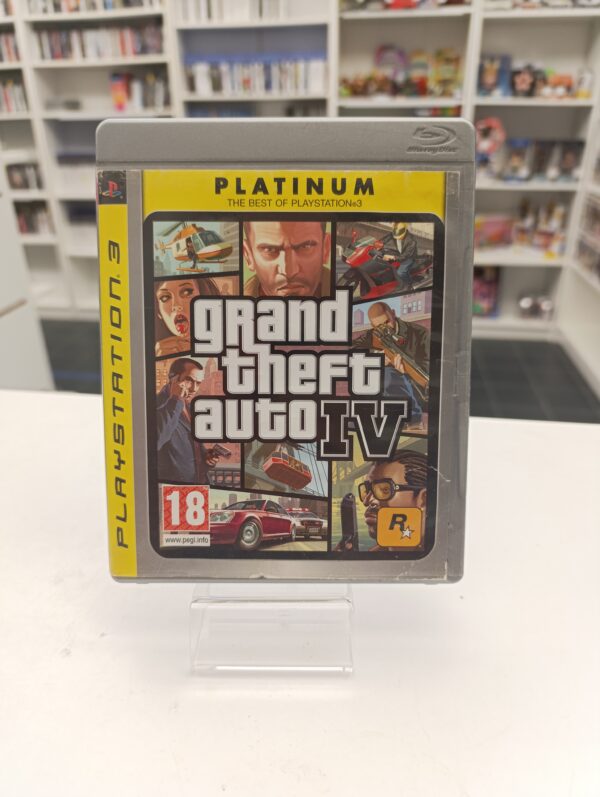 Blu-ray Disc
PLATINUM
THE BEST OF PLAYSTATION®3
PLAYSTATION®3
grand
theft
auto IV
18
www.pegi.info
R